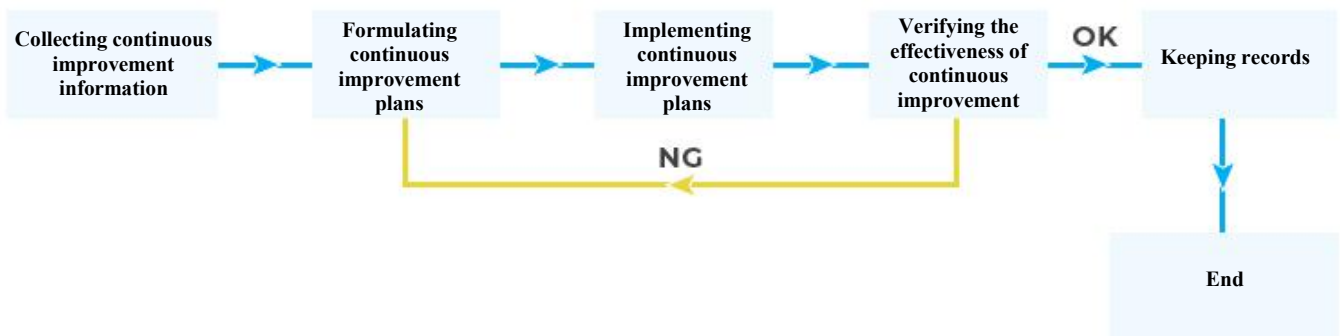 Collecting continuous
improvement
information
Formulating
continuous
improvement
plans
Implementing
continuous
improvement
plans
Verifying the
effectiveness of
continuous
improvement
OK
Keeping records
NG
End